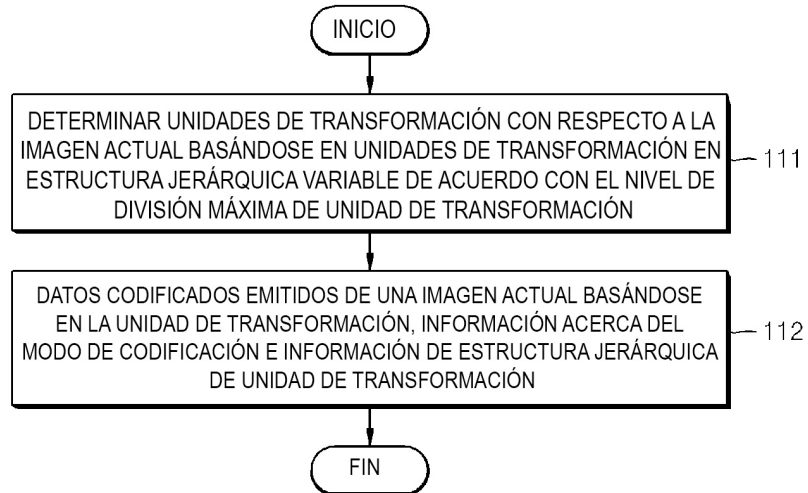 INICIO
DETERMINAR UNIDADES DE TRANSFORMACIÓN CON RESPECTO A LA
IMAGEN ACTUAL BASÁNDOSE EN UNIDADES DE TRANSFORMACIÓN EN
ESTRUCTURA JERÁRQUICA VARIABLE DE ACUERDO CON EL NIVEL DE
DIVISIÓN MÁXIMA DE UNIDAD DE TRANSFORMACIÓN
111
DATOS CODIFICADOS EMITIDOS DE UNA IMAGEN ACTUAL BASÁNDOSE
EN LA UNIDAD DE TRANSFORMACIÓN, INFORMACIÓN ACERCA DEL
MODO DE CODIFICACIÓN E INFORMACIÓN DE ESTRUCTURA JERÁRQUICA
DE UNIDAD DE TRANSFORMACIÓN
112
FIN